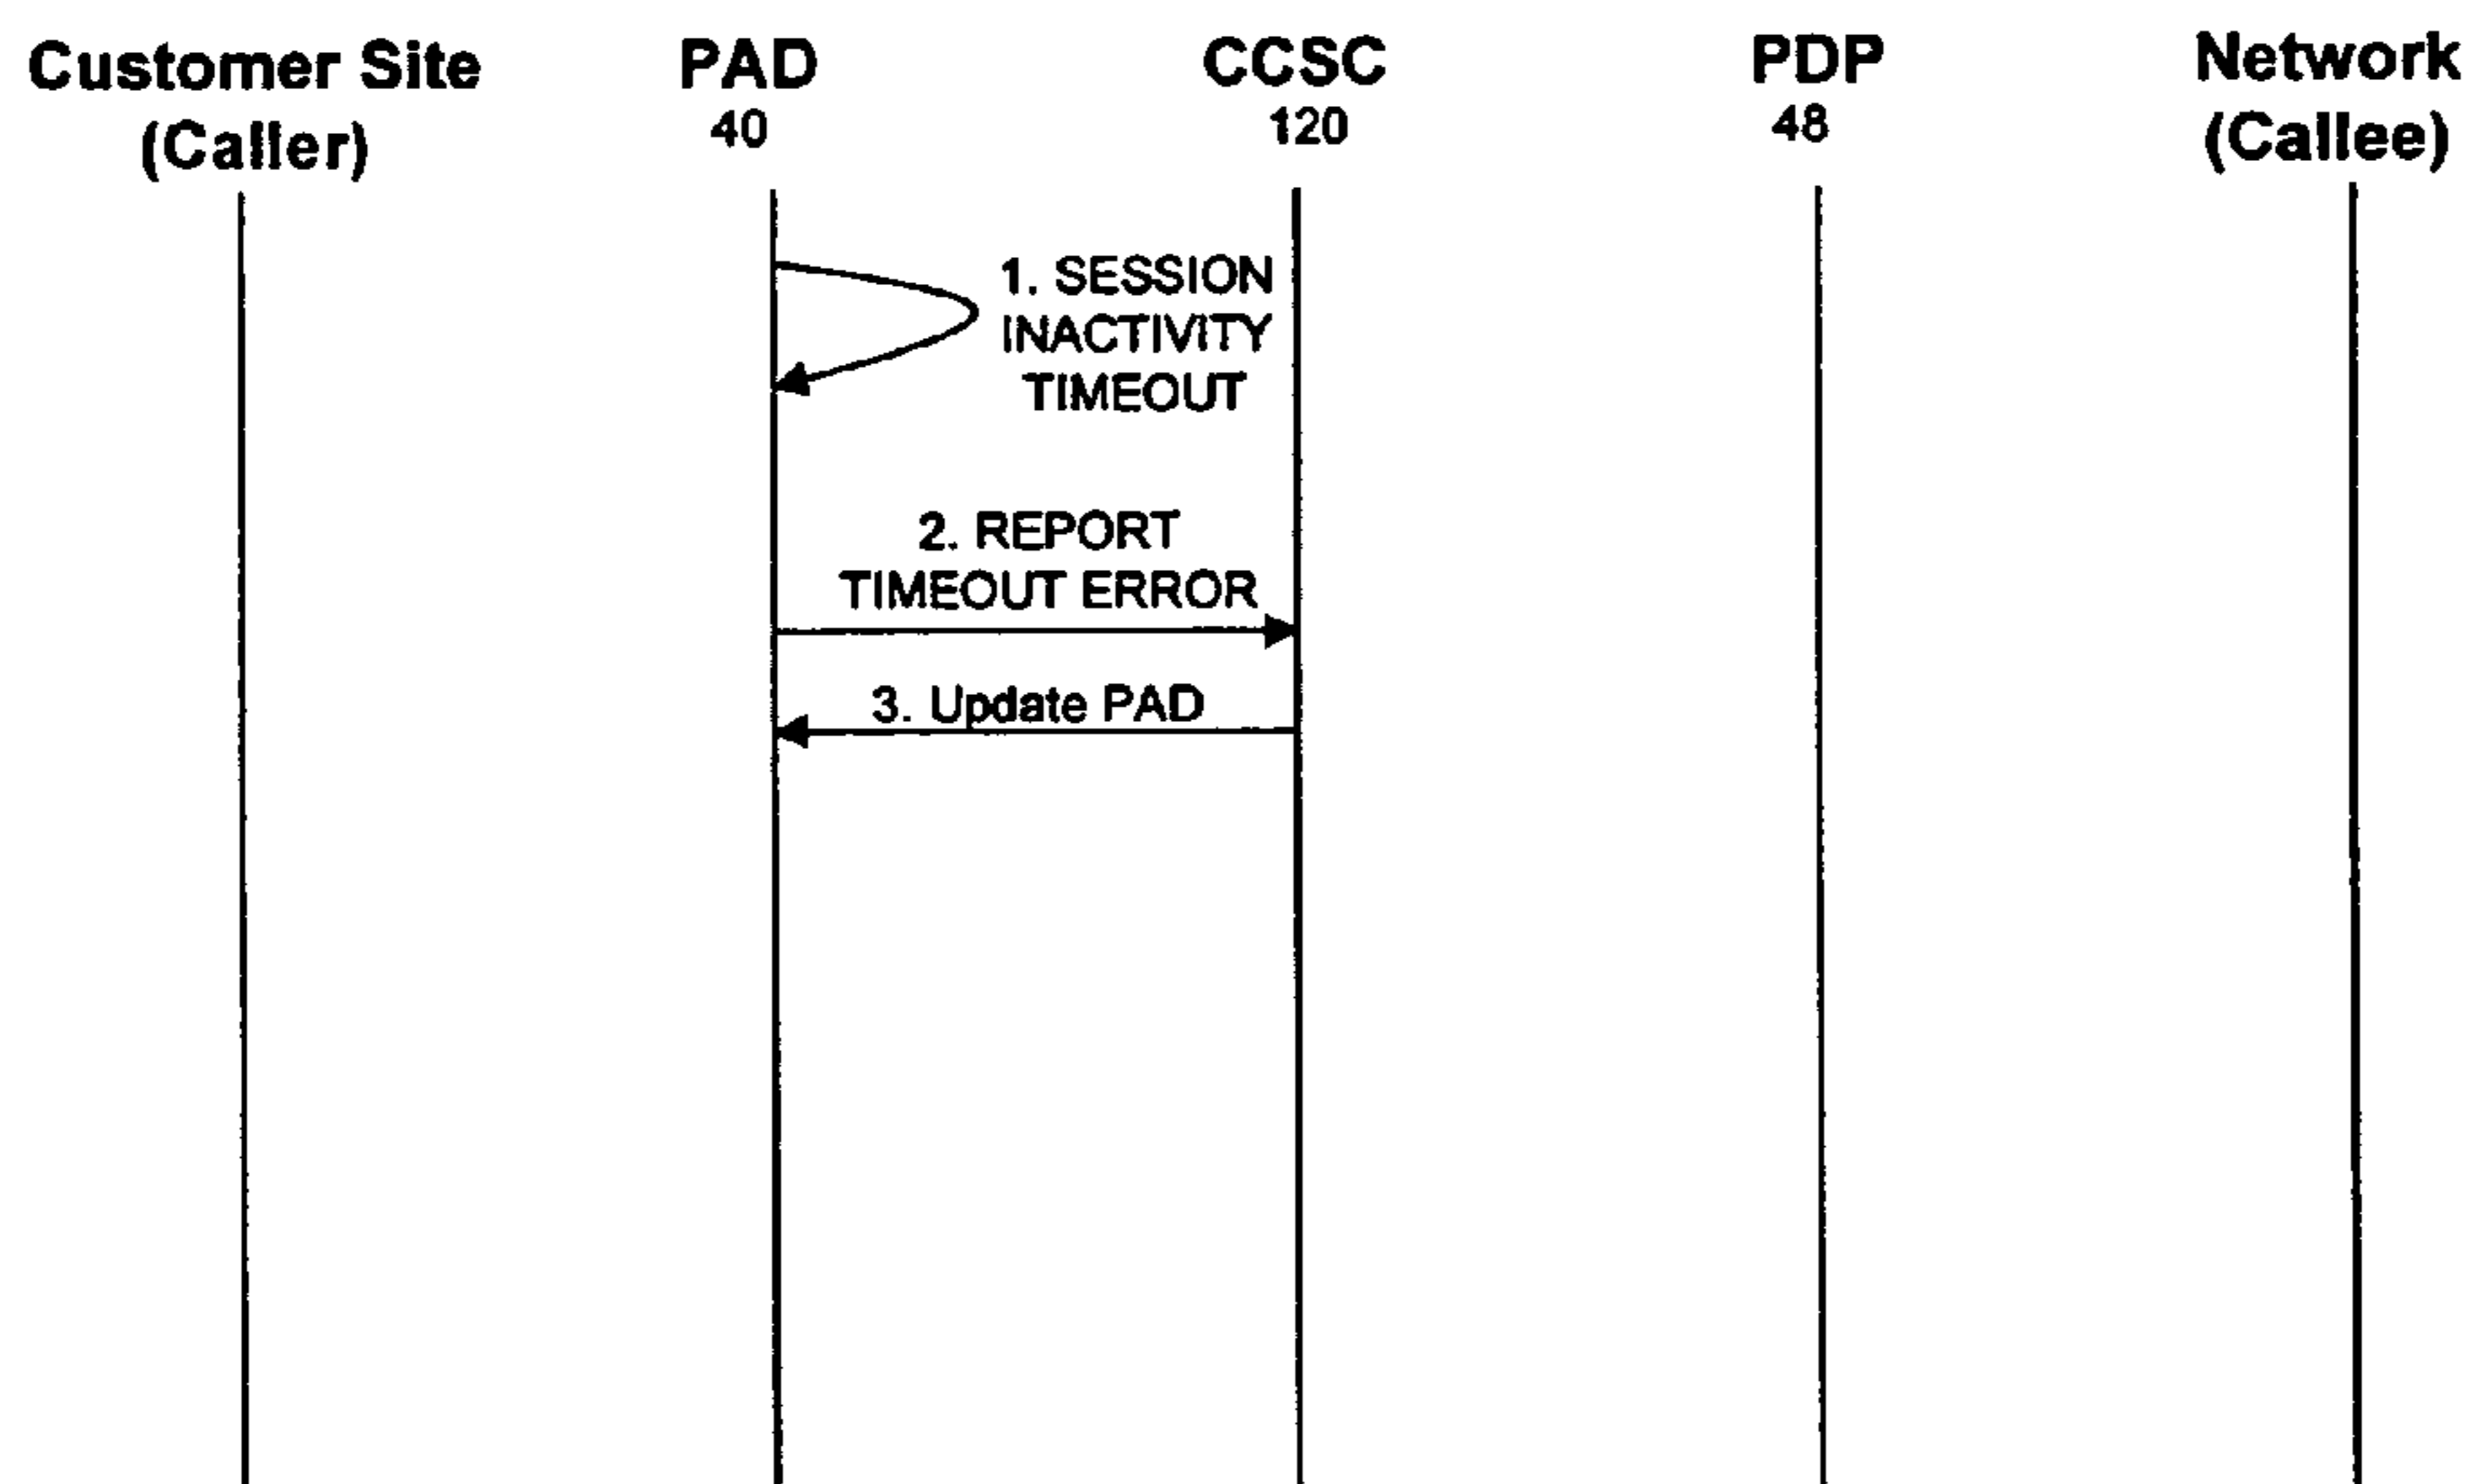 Customer Site
(Caller)
PAD
40
CCSC
120
PDP
48
Network
(Callee)
1. SESSION
INACTIVITY
TIMEOUT
2. REPORT
TIMEOUT ERROR
3. Update PAD